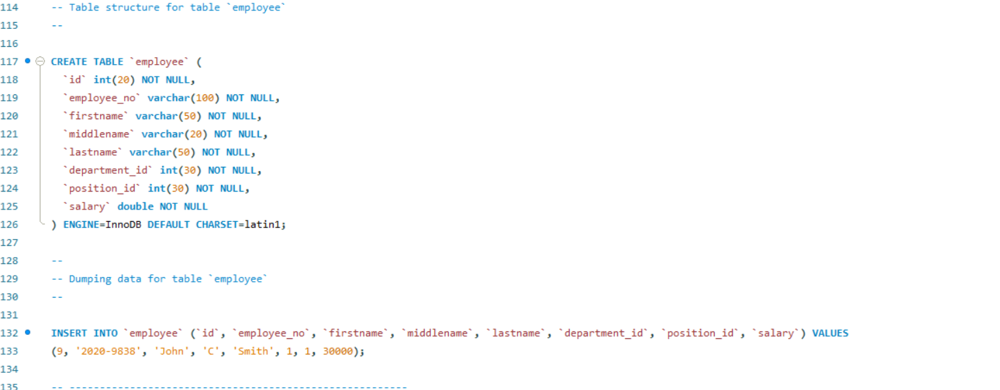 114 -- Table structure for table `employee`
115 --
116
117 CREATE TABLE `employee` (
118 `id` int(20) NOT NULL,
119 `employee_no` varchar(100) NOT NULL,
120 `firstname` varchar(50) NOT NULL,
121 `middlename` varchar(20) NOT NULL,
122 `lastname` varchar(50) NOT NULL,
123 `department_id` int(30) NOT NULL,
124 `position_id` int(30) NOT NULL,
125 `salary` double NOT NULL
126 ) ENGINE=InnoDB DEFAULT CHARSET=latin1;
127
128 --
129 -- Dumping data for table `employee`
130 --
131
132 INSERT INTO `employee` (`id`, `employee_no`, `firstname`, `middlename`, `lastname`, `department_id`, `position_id`, `salary`) VALUES
133 (9, '2020-9838', 'John', 'C', 'Smith', 1, 1, 30000);
134
135 -- --------------------------------------------------------